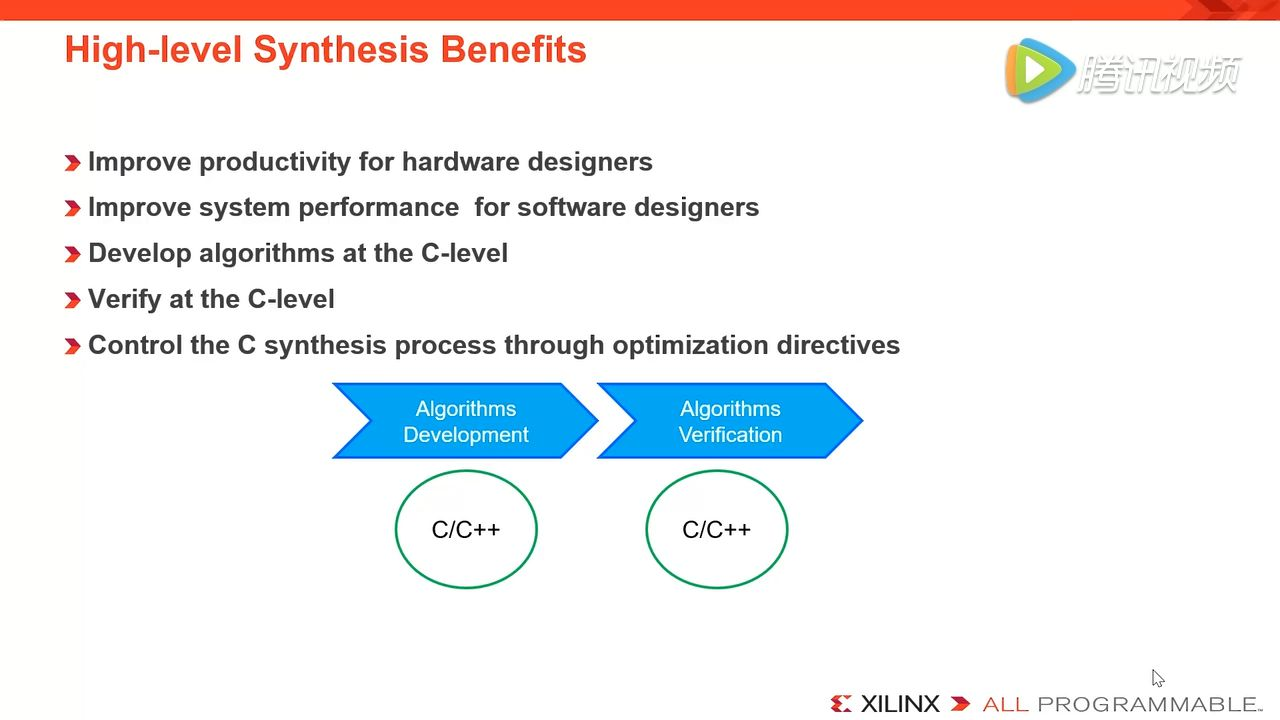 High-level Synthesis Benefits
腾讯视频
Improve productivity for hardware designers
Improve system performance  for software designers
Develop algorithms at the C-level
Verify at the C-level
Control the C synthesis process through optimization directives
Algorithms
Development
Algorithms
Verification
C/C++
C/C++
XILINX ALL PROGRAMMABLE™